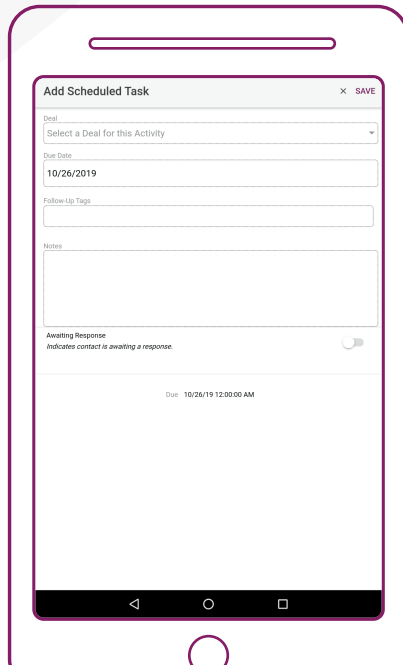 Add Scheduled Task × SAVE
Deal
Select a Deal for this Activity
Due Date
10/26/2019
Follow-Up Tags
Notes
Awaiting Response
Indicates contact is awaiting a response.
Due 10/26/19 12:00:00 AM